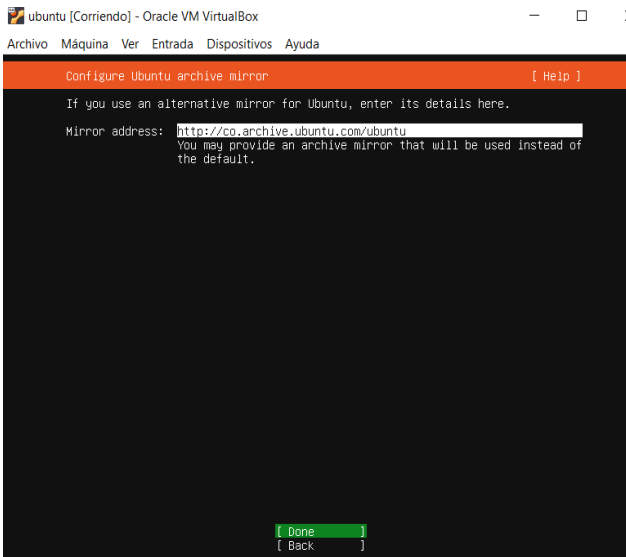 ubuntu [Corriendo] - Oracle VM VirtualBox
Archivo Máquina Ver Entrada Dispositivos Ayuda
Configure Ubuntu archive mirror [ Help ]
If you use an alternative mirror for Ubuntu, enter its details here.
Mirror address: http://co.archive.ubuntu.com/ubuntu
You may provide an archive mirror that will be used instead of
the default.
[ Done ]
[ Back ]